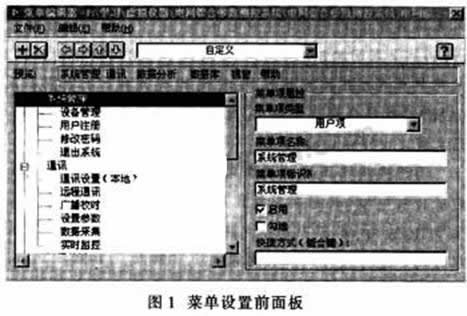 文件(F) 编辑(E) 帮助(H)
自定义
预览: 系统管理 通讯 数据分析 数据库 语言 帮助
系统管理
设备管理
用户注册
修改密码
退出系统
通讯
通讯设置(本地)
远程通讯
广播校时
设置参数
数据采集
实时监控
菜单项属性
菜单项类型
用户项
菜单项名称:
系统管理
菜单项标识符:
系统管理
启用
勾选
快捷方式(组合键):
图1 菜单设置前面板